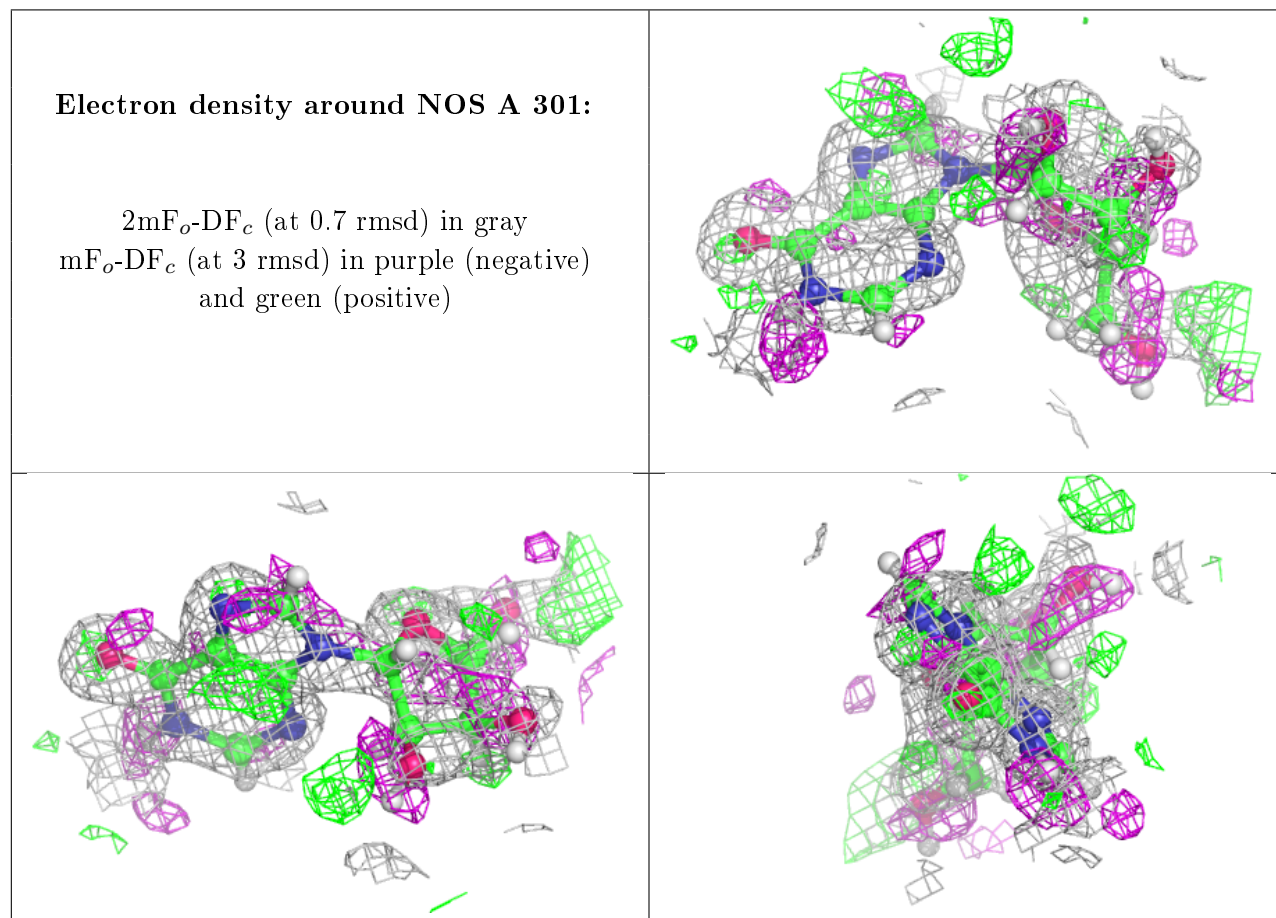 Electron density around NOS A 301:
2mFo-DFc (at 0.7 rmsd) in gray
mFo-DFc (at 3 rmsd) in purple (negative)
and green (positive)